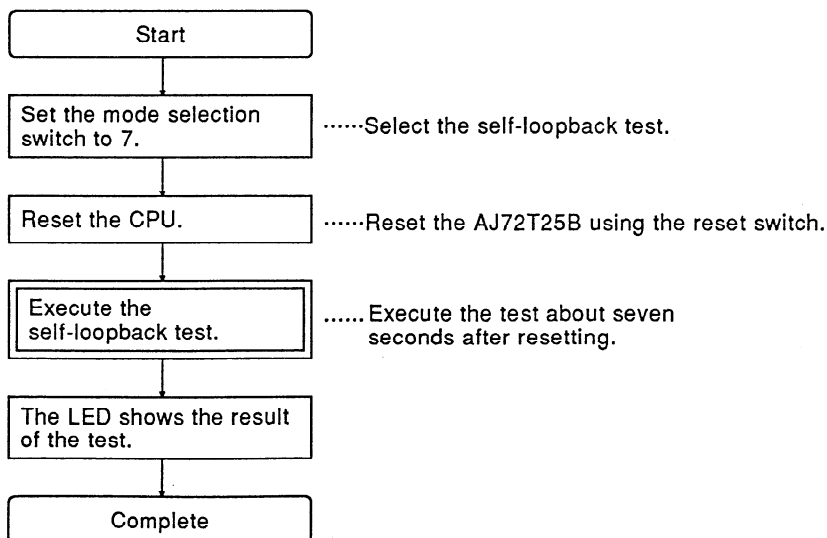 Start
Set the mode selection
switch to 7.
······Select the self-loopback test.
Reset the CPU.
······Reset the AJ72T25B using the reset switch.
Execute the
self-loopback test.
...... Execute the test about seven
seconds after resetting.
The LED shows the result
of the test.
Complete